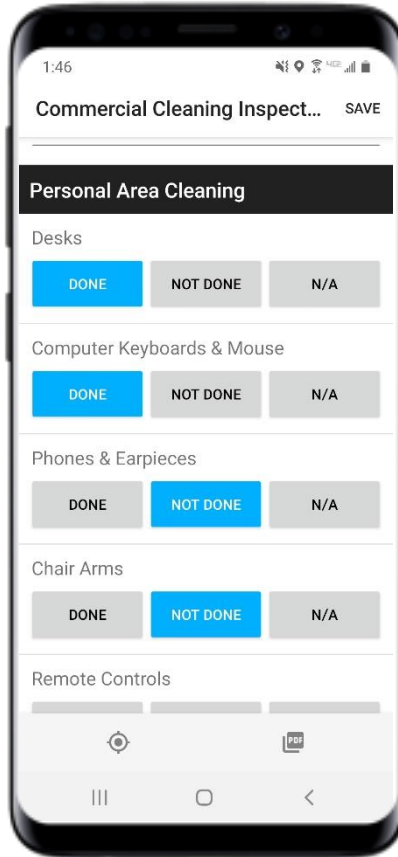 1:46
Commercial Cleaning Inspect... SAVE
Personal Area Cleaning
Desks
DONE NOT DONE N/A
Computer Keyboards & Mouse
DONE NOT DONE N/A
Phones & Earpieces
DONE NOT DONE N/A
Chair Arms
DONE NOT DONE N/A
Remote Controls
PDF